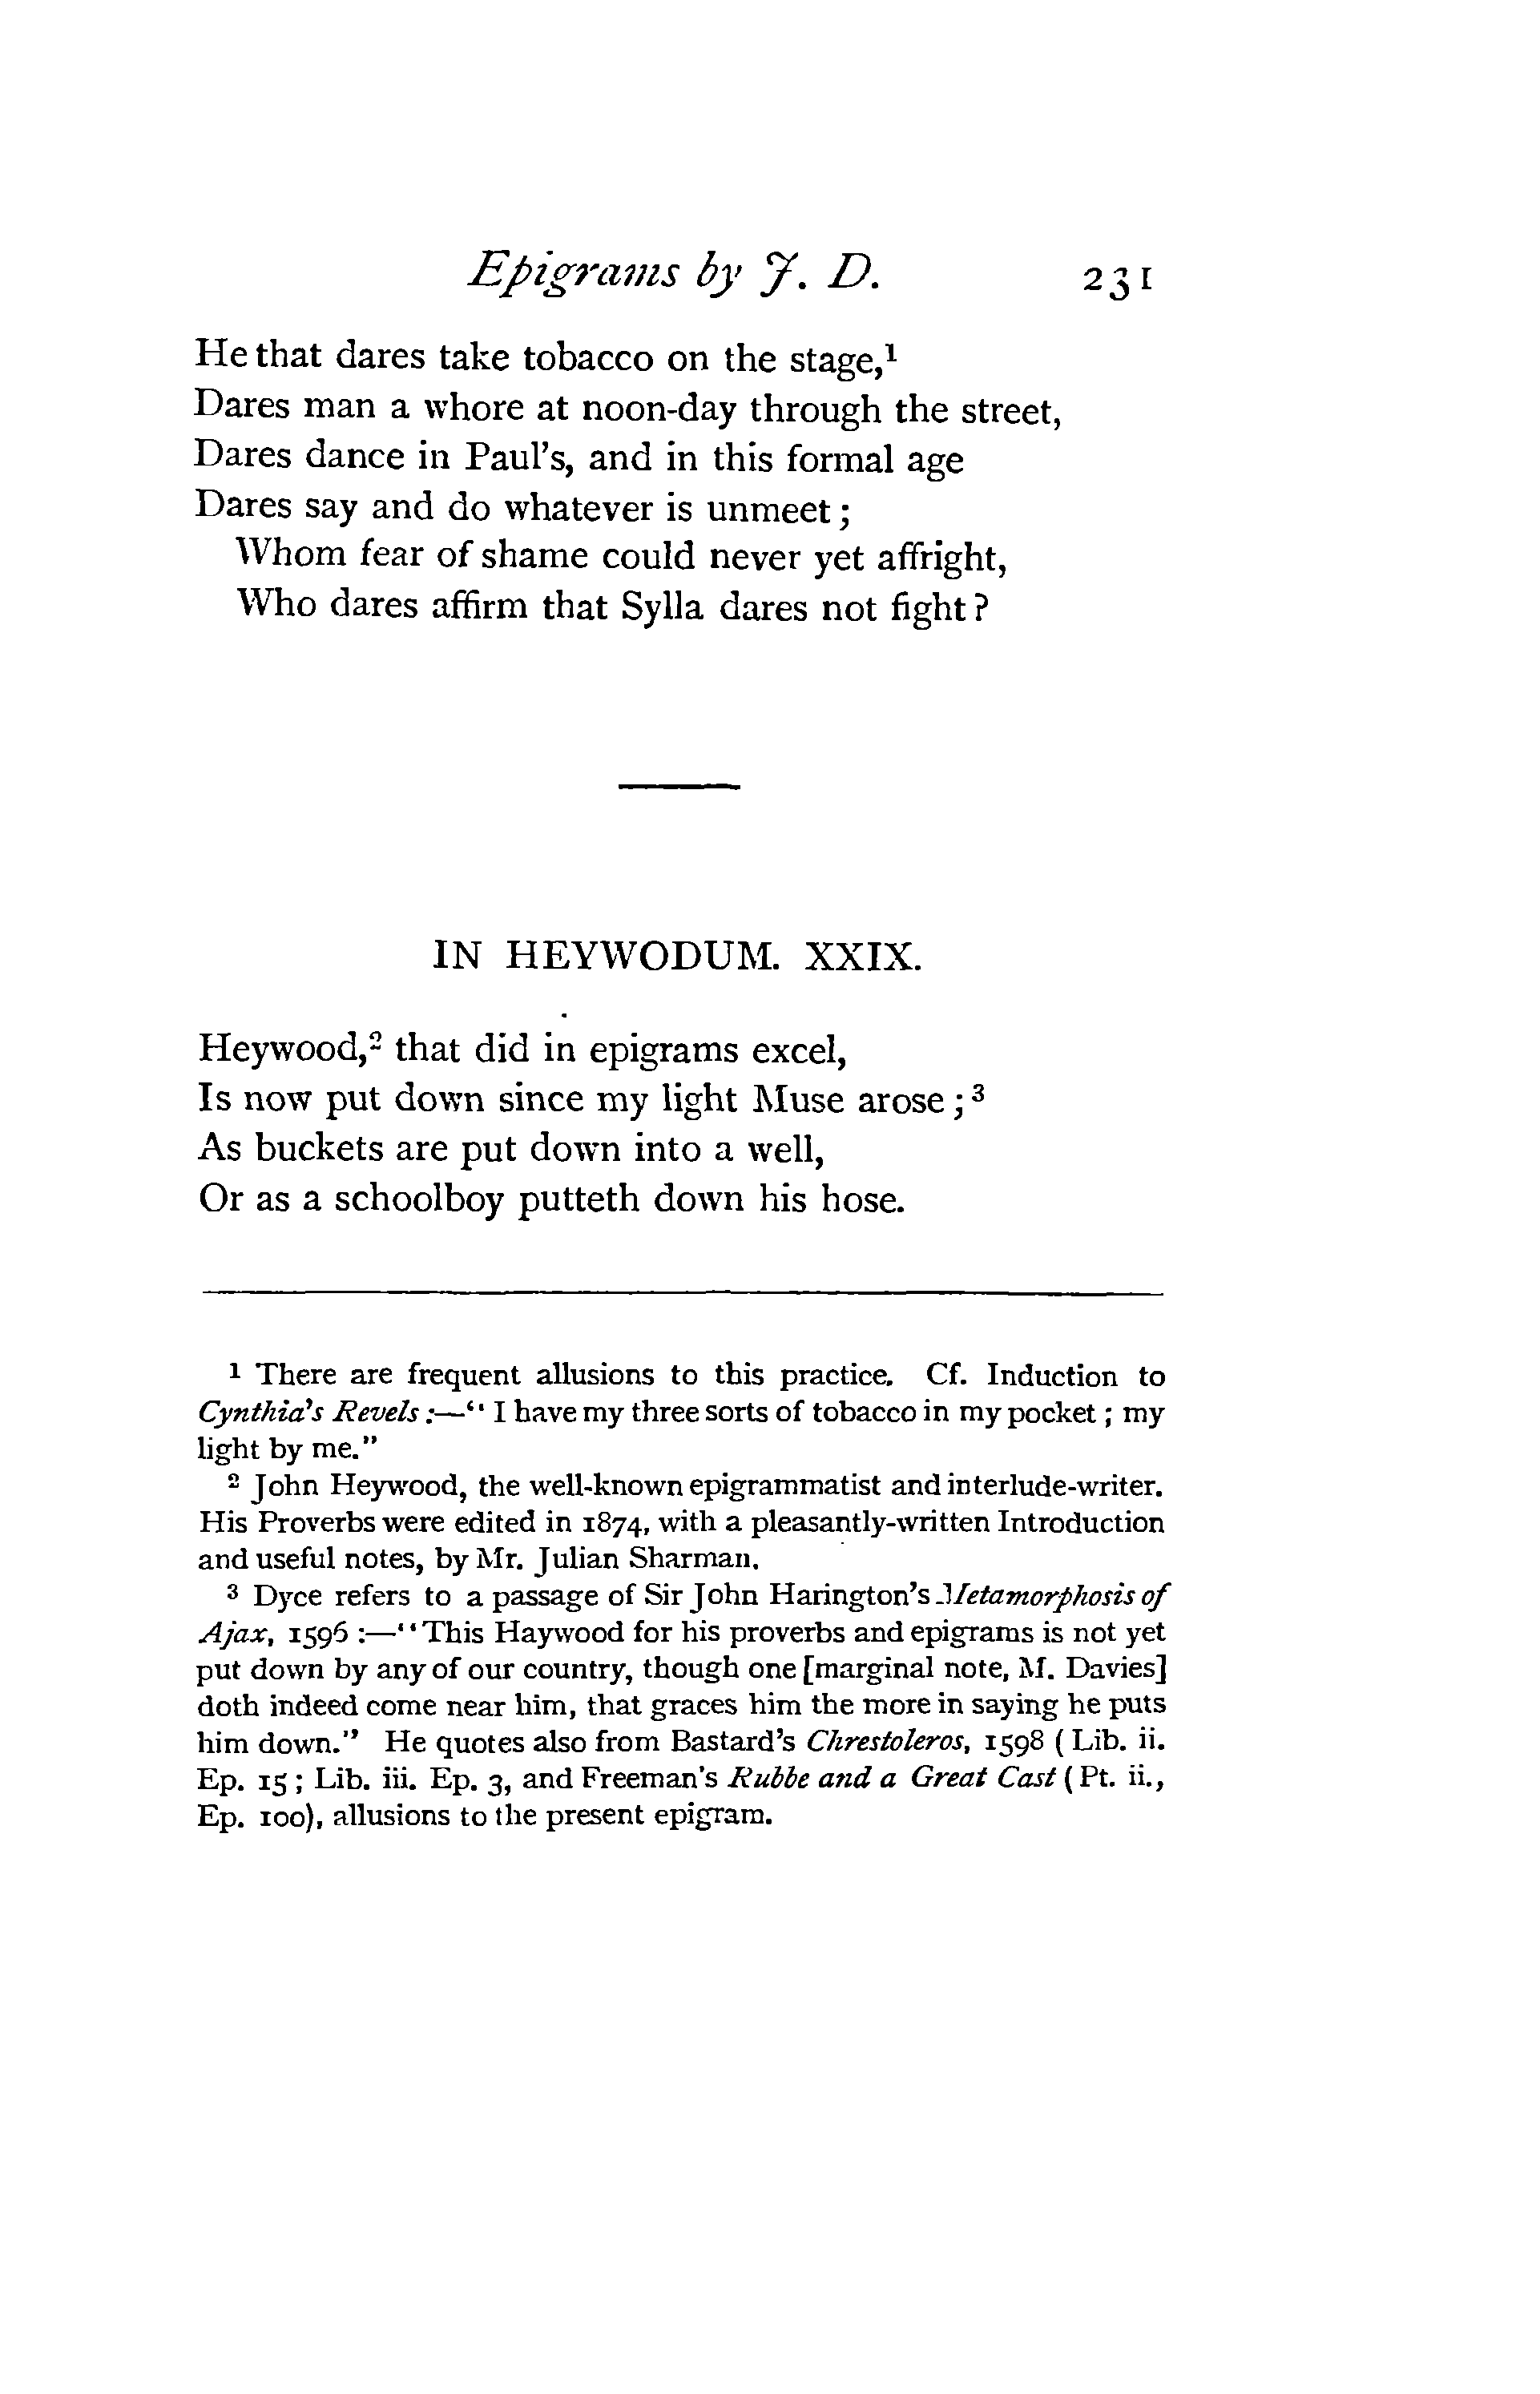 Epigrams by J. D. 231
He that dares take tobacco on the stage,¹
Dares man a whore at noon-day through the street,
Dares dance in Paul's, and in this formal age
Dares say and do whatever is unmeet;
Whom fear of shame could never yet affright,
Who dares affirm that Sylla dares not fight?
IN HEYWODUM. XXIX.
Heywood,² that did in epigrams excel,
Is now put down since my light Muse arose;³
As buckets are put down into a well,
Or as a schoolboy putteth down his hose.
¹ There are frequent allusions to this practice. Cf. Induction to
Cynthia's Revels:—"I have my three sorts of tobacco in my pocket; my
light by me."
² John Heywood, the well-known epigrammatist and interlude-writer.
His Proverbs were edited in 1874, with a pleasantly-written Introduction
and useful notes, by Mr. Julian Sharman.
³ Dyce refers to a passage of Sir John Harington's Metamorphosis of
Ajax, 1596:—"This Haywood for his proverbs and epigrams is not yet
put down by any of our country, though one [marginal note, M. Davies]
doth indeed come near him, that graces him the more in saying he puts
him down." He quotes also from Bastard's Chrestoleros, 1598 (Lib. ii.
Ep. 15; Lib. iii. Ep. 3, and Freeman's Rubbe and a Great Cast (Pt. ii.,
Ep. 100), allusions to the present epigram.